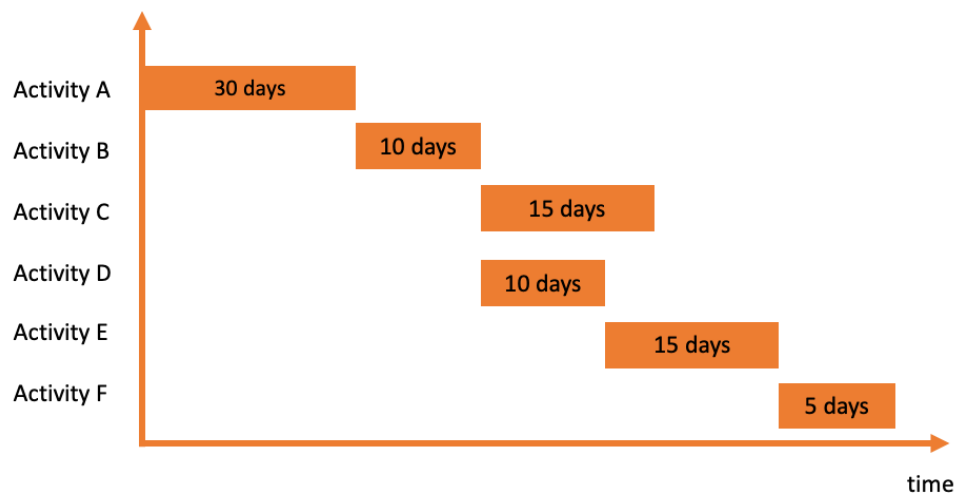 Activity A
30 days
Activity B
10 days
Activity C
15 days
Activity D
10 days
Activity E
15 days
Activity F
5 days
time